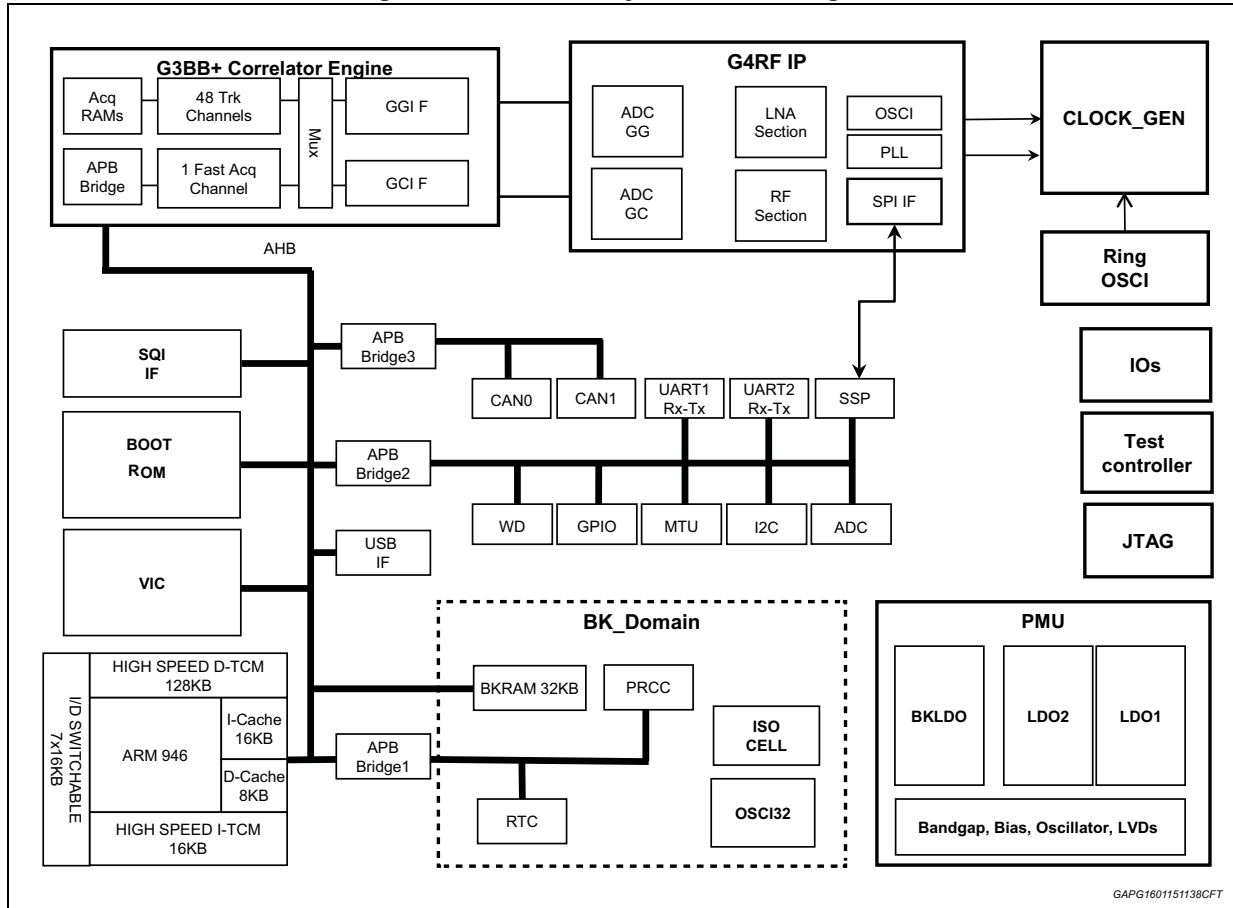 G3BB+ Correlator Engine
Acq
RAMs
48 Trk
Channels
Mux
GGI F
APB
Bridge
1 Fast Acq
Channel
GCI F
G4RF IP
ADC
GG
LNA
Section
OSCI
PLL
ADC
GC
RF
Section
SPI IF
CLOCK_GEN
Ring
OSCI
AHB
SQI
IF
APB
Bridge3
CAN0
CAN1
UART1
Rx-Tx
UART2
Rx-Tx
SSP
IOs
BOOT
ROM
APB
Bridge2
Test
controller
WD
GPIO
MTU
I2C
ADC
JTAG
VIC
USB
IF
BK_Domain
BKRAM 32KB
PRCC
ISO
CELL
APB
Bridge1
RTC
OSCI32
PMU
BKLDO
LDO2
LDO1
Bandgap, Bias, Oscillator, LVDs
I/D SWITCHABLE
7x16KB
HIGH SPEED D-TCM
128KB
ARM 946
I-Cache
16KB
D-Cache
8KB
HIGH SPEED I-TCM
16KB
GAPG1601151138CFT